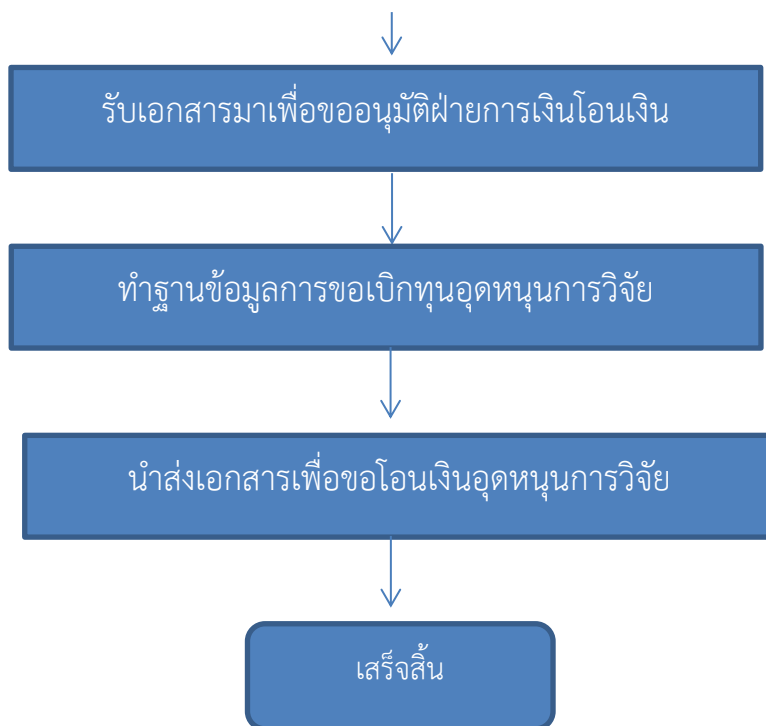 รับเอกสารมาเพื่อขออนุมัติฝ่ายการเงินโอนเงิน
ทำฐานข้อมูลการขอเบิกทุนอุดหนุนการวิจัย
นำส่งเอกสารเพื่อขอโอนเงินอุดหนุนการวิจัย
เสร็จสิ้น